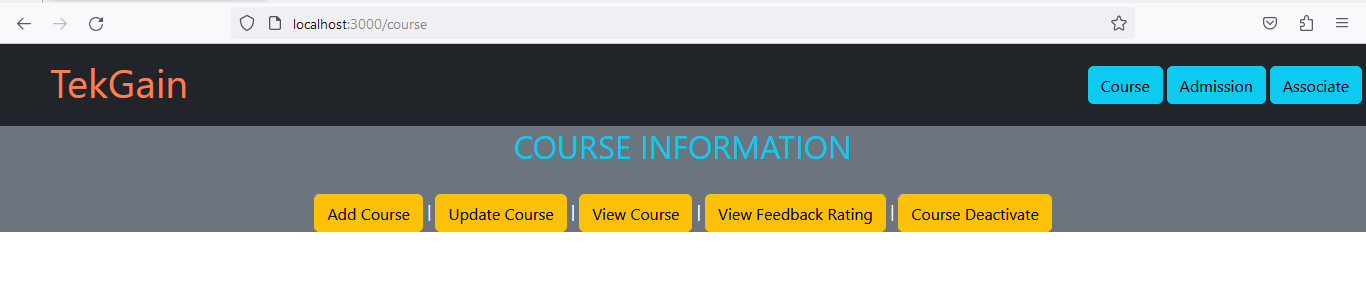 localhost:3000/course
TekGain
Course Admission Associate
COURSE INFORMATION
Add Course | Update Course | View Course | View Feedback Rating | Course Deactivate